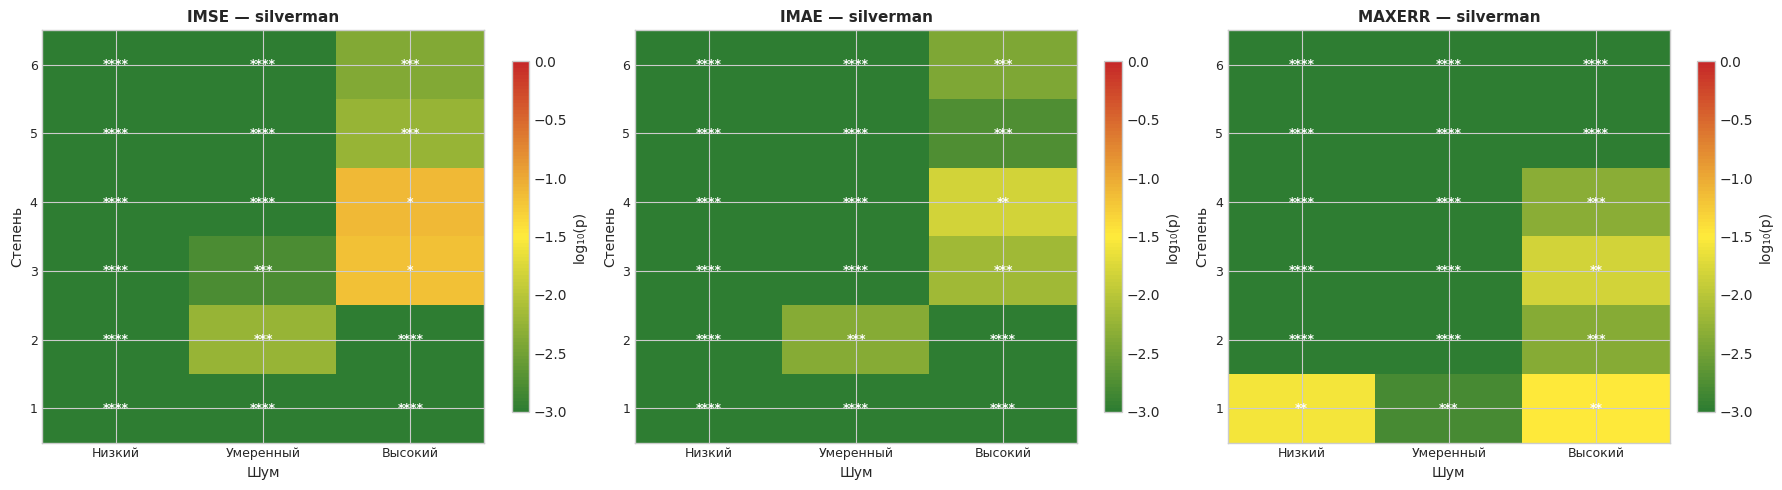 IMSE — silverman
6 **** **** ***
5 **** **** ***
4 **** **** *
3 **** *** *
2 **** *** ****
1 **** **** ****
Степень
Низкий Умеренный Высокий
Шум
0.0
−0.5
−1.0
−1.5
−2.0
−2.5
−3.0
log₁₀(p)
IMAE — silverman
6 **** **** ***
5 **** **** ***
4 **** **** **
3 **** **** ***
2 **** *** ****
1 **** **** ****
Степень
Низкий Умеренный Высокий
Шум
0.0
−0.5
−1.0
−1.5
−2.0
−2.5
−3.0
log₁₀(p)
MAXERR — silverman
6 **** **** ****
5 **** **** ****
4 **** **** ***
3 **** **** **
2 **** **** ***
1 ** *** **
Степень
Низкий Умеренный Высокий
Шум
0.0
−0.5
−1.0
−1.5
−2.0
−2.5
−3.0
log₁₀(p)